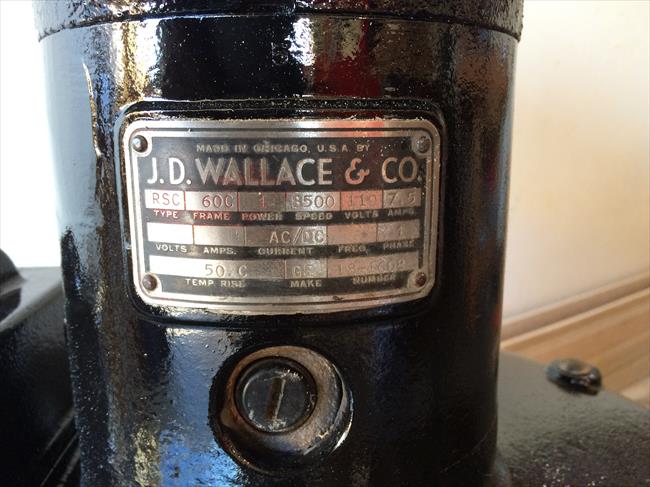 MADE IN CHICAGO, U.S.A. BY
J.D. WALLACE & CO.
RSC 600 8500 110 7.5
TYPE FRAME POWER SPEED VOLTS AMPS.
AC/DC 1
VOLTS AMPS. CURRENT FREQ. PHASE
50.C GE
TEMP RISE MAKE NUMBER